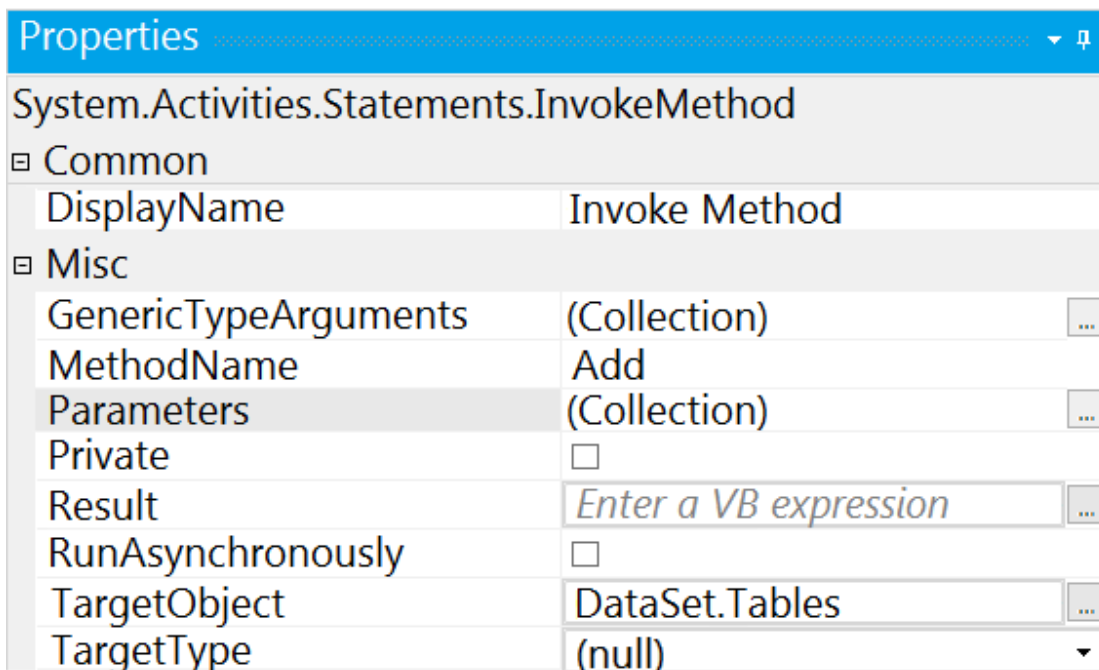 Properties
System.Activities.Statements.InvokeMethod
Common
DisplayName Invoke Method
Misc
GenericTypeArguments (Collection) ...
MethodName Add
Parameters (Collection) ...
Private
Result Enter a VB expression ...
RunAsynchronously
TargetObject DataSet.Tables ...
TargetType (null)